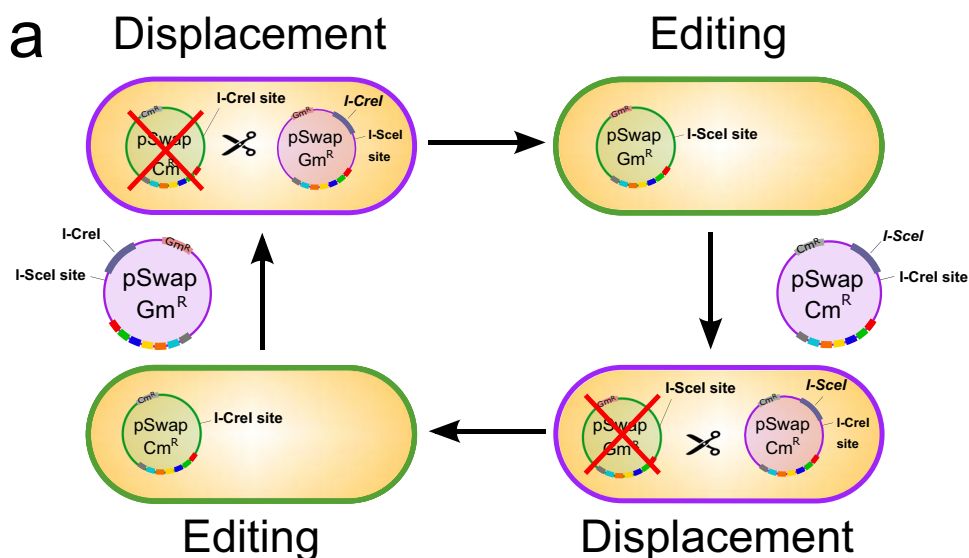 a
Displacement
Editing
CmR
I-CreI site
pSwap
CmR
GmR
I-CreI
I-SceI
site
pSwap
GmR
GmR
I-SceI site
pSwap
GmR
I-CreI
GmR
I-SceI site
pSwap
GmR
CmR
I-SceI
I-CreI site
pSwap
CmR
CmR
I-CreI site
pSwap
CmR
GmR
I-SceI site
pSwap
GmR
CmR
I-SceI
I-CreI
site
pSwap
CmR
Editing
Displacement